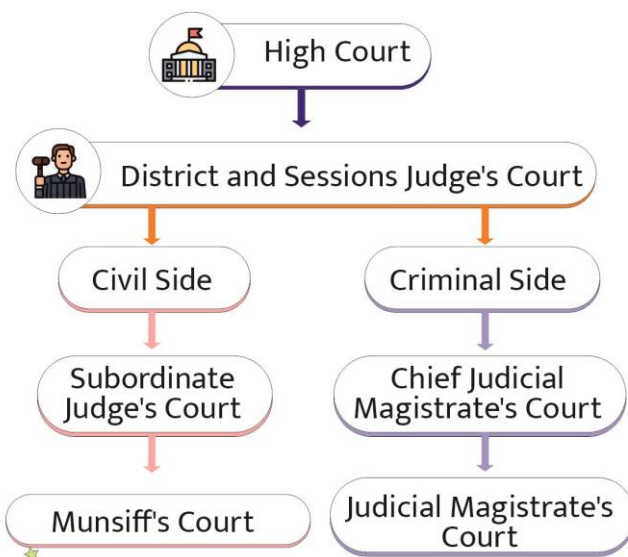 High Court
District and Sessions Judge's Court
Civil Side
Criminal Side
Subordinate
Judge's Court
Chief Judicial
Magistrate's Court
Munsiff's Court
Judicial Magistrate's
Court